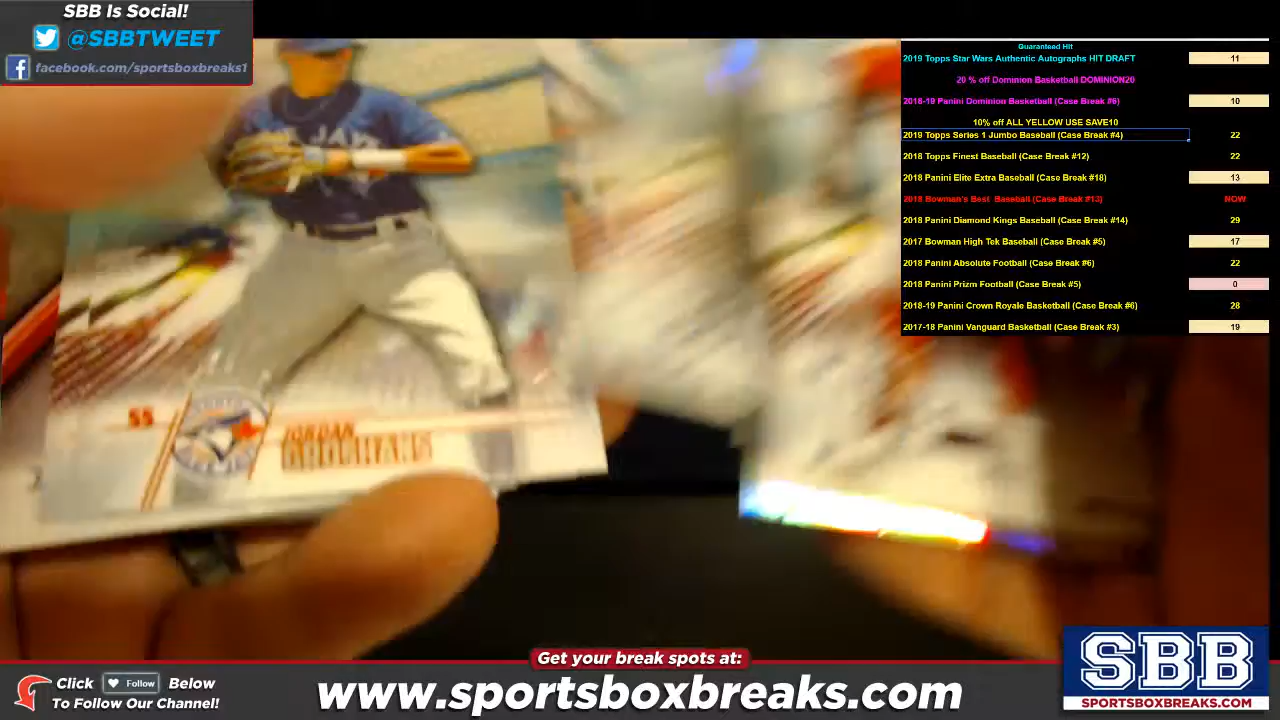 SBB Is Social!
@SBBTWEET
facebook.com/sportsboxbreaks1
Guaranteed Hit
2019 Topps Star Wars Authentic Autographs HIT DRAFT 11
20 % off Dominion Basketball DOMINION20
2018-19 Panini Dominion Basketball (Case Break #6) 10
10% off ALL YELLOW USE SAVE10
2019 Topps Series 1 Jumbo Baseball (Case Break #4) 22
2018 Topps Finest Baseball (Case Break #12) 22
2018 Panini Elite Extra Baseball (Case Break #18) 13
2018 Bowman's Best Baseball (Case Break #13) NOW
2018 Panini Diamond Kings Baseball (Case Break #14) 29
2017 Bowman High Tek Baseball (Case Break #5) 17
2018 Panini Absolute Football (Case Break #6) 22
2018 Panini Prizm Football (Case Break #5) 0
2018-19 Panini Crown Royale Basketball (Case Break #6) 28
2017-18 Panini Vanguard Basketball (Case Break #3) 19
SS
JORDAN
GROSHANS
Get your break spots at:
Click Follow Below
To Follow Our Channel!
www.sportsboxbreaks.com
SBB
SPORTSBOXBREAKS.COM